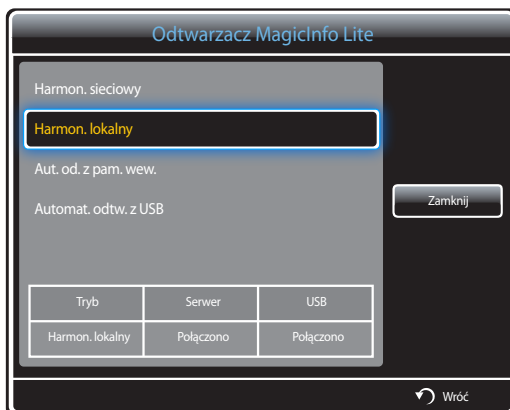 Odtwarzacz MagicInfo Lite
Harmon. sieciowy
Harmon. lokalny
Aut. od. z pam. wew.
Automat. odtw. z USB
Zamknij
Tryb Serwer USB
Harmon. lokalny Połączono Połączono
Wróć